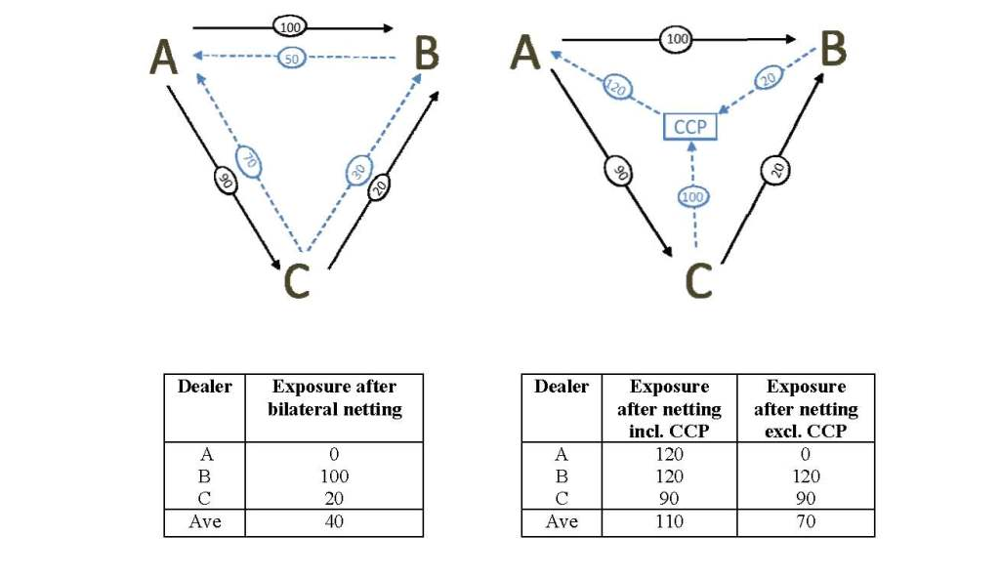 100
A
50
B
70
30
90
20
C
100
A
B
120
20
CCP
90
20
100
C
Dealer Exposure after
bilateral netting
A 0
B 100
C 20
Ave 40
Dealer Exposure Exposure
after netting after netting
incl. CCP excl. CCP
A 120 0
B 120 120
C 90 90
Ave 110 70